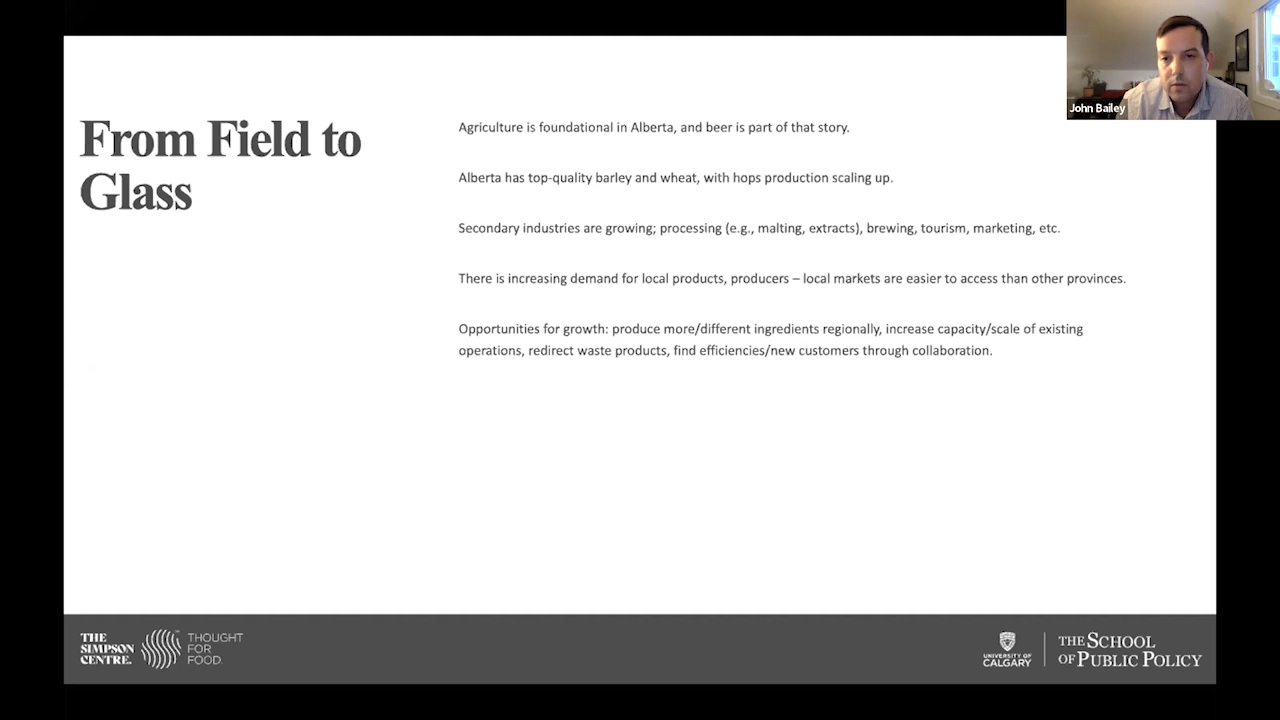 John Bailey
From Field to
Glass
Agriculture is foundational in Alberta, and beer is part of that story.
Alberta has top-quality barley and wheat, with hops production scaling up.
Secondary industries are growing; processing (e.g., malting, extracts), brewing, tourism, marketing, etc.
There is increasing demand for local products, producers – local markets are easier to access than other provinces.
Opportunities for growth: produce more/different ingredients regionally, increase capacity/scale of existing
operations, redirect waste products, find efficiencies/new customers through collaboration.
THE
SIMPSON
CENTRE.
THOUGHT
FOR
FOOD
UNIVERSITY OF
CALGARY
THE SCHOOL
OF PUBLIC POLICY